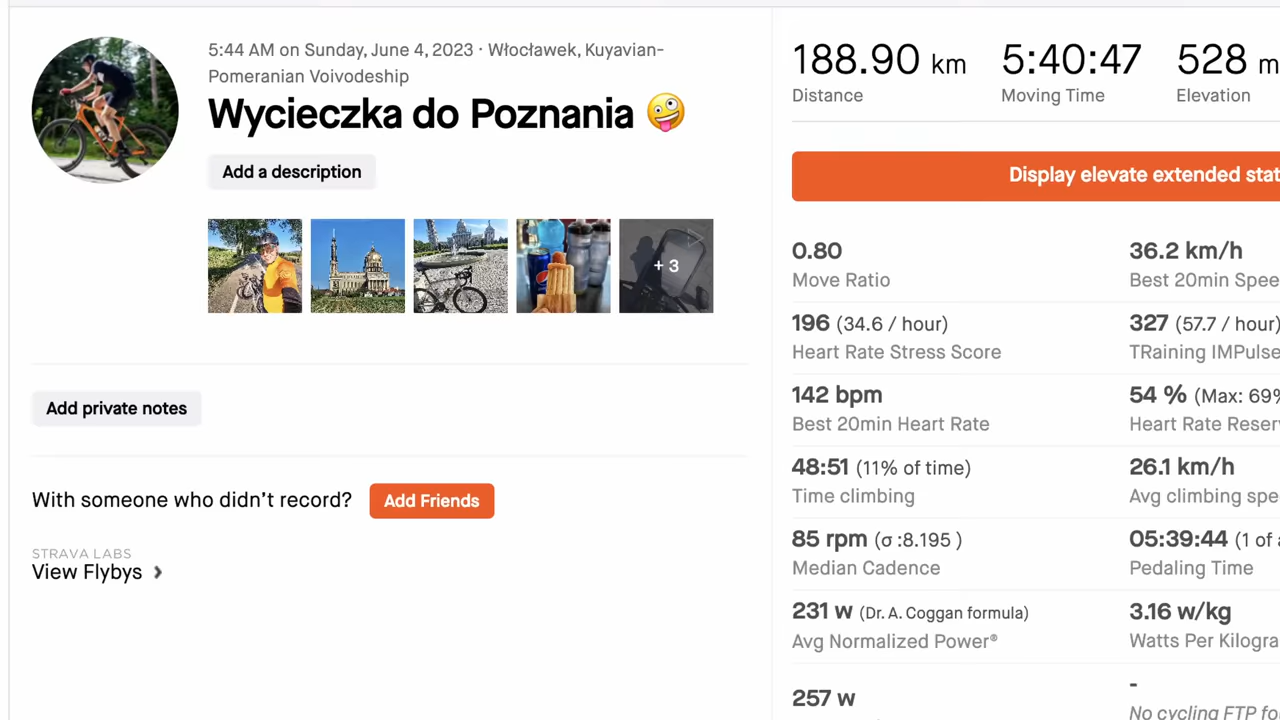 5:44 AM on Sunday, June 4, 2023 · Włocławek, Kuyavian-
Pomeranian Voivodeship
Wycieczka do Poznania 🤪
Add a description
+ 3
Add private notes
With someone who didn't record? Add Friends
STRAVA LABS
View Flybys
188.90 km 5:40:47 528 m
Distance Moving Time Elevation
Display elevate extended stat
0.80 36.2 km/h
Move Ratio Best 20min Spee
196 (34.6 / hour) 327 (57.7 / hour)
Heart Rate Stress Score TRaining IMPulse
142 bpm 54 % (Max: 69%
Best 20min Heart Rate Heart Rate Reser
48:51 (11% of time) 26.1 km/h
Time climbing Avg climbing spe
85 rpm (σ :8.195 ) 05:39:44 (1 of a
Median Cadence Pedaling Time
231 w (Dr. A. Coggan formula) 3.16 w/kg
Avg Normalized Power® Watts Per Kilogra
257 w -
No cycling FTP fo